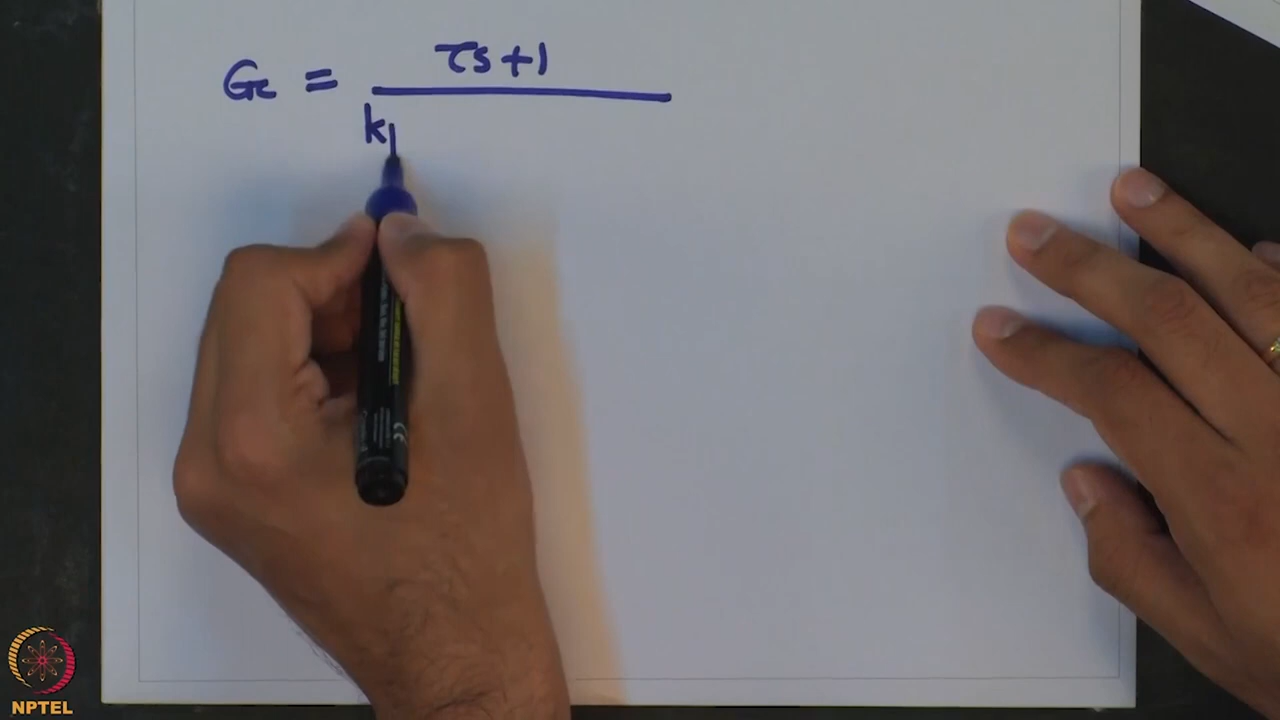 Gc = τs+1
k
NPTEL